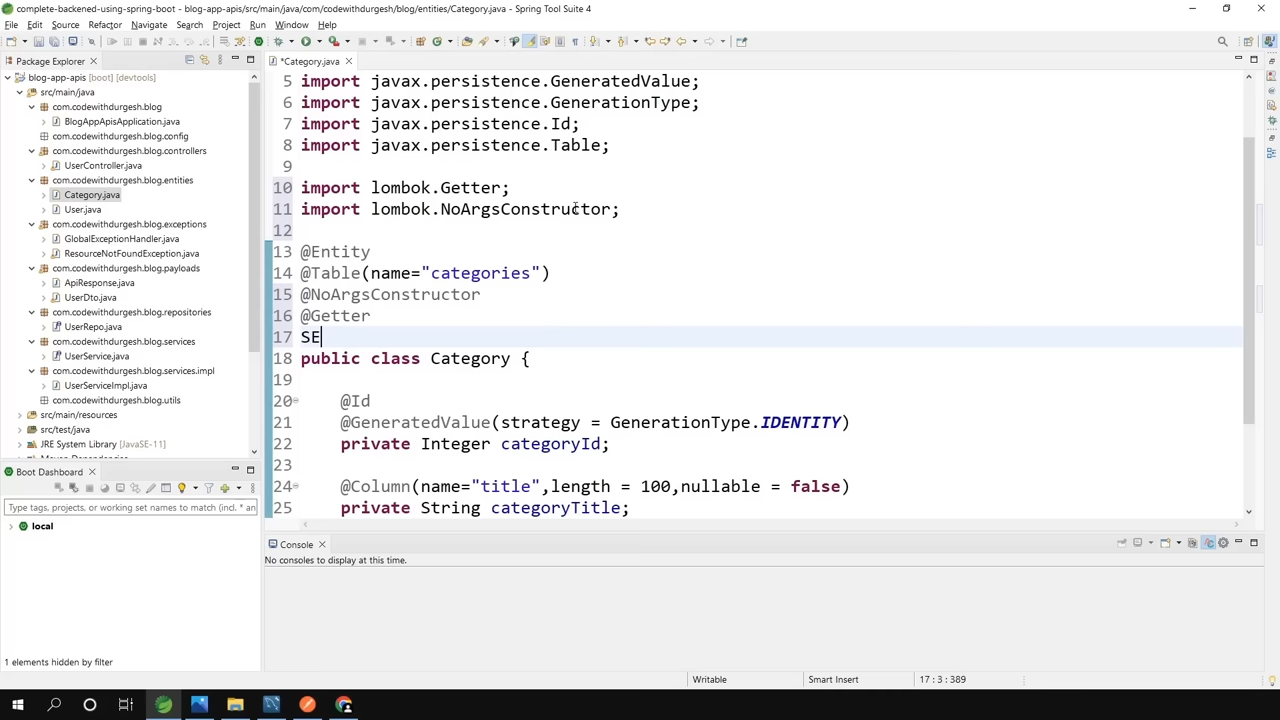 complete-backened-using-spring-boot - blog-app-apis/src/main/java/com/codewithdurgesh/blog/entities/Category.java - Spring Tool Suite 4
File Edit Source Refactor Navigate Search Project Run Window Help
Package Explorer
blog-app-apis [boot] [devtools]
src/main/java
com.codewithdurgesh.blog
BlogAppApisApplication.java
com.codewithdurgesh.blog.config
com.codewithdurgesh.blog.controllers
UserController.java
com.codewithdurgesh.blog.entities
Category.java
User.java
com.codewithdurgesh.blog.exceptions
GlobalExceptionHandler.java
ResourceNotFoundException.java
com.codewithdurgesh.blog.payloads
ApiResponse.java
UserDto.java
com.codewithdurgesh.blog.repositories
UserRepo.java
com.codewithdurgesh.blog.services
UserService.java
com.codewithdurgesh.blog.services.impl
UserServiceImpl.java
com.codewithdurgesh.blog.utils
src/main/resources
src/test/java
JRE System Library [JavaSE-11]
Boot Dashboard
Type tags, projects, or working set names to match (incl. * an
local
1 elements hidden by filter
*Category.java
5 import javax.persistence.GeneratedValue;
6 import javax.persistence.GenerationType;
7 import javax.persistence.Id;
8 import javax.persistence.Table;
9
10 import lombok.Getter;
11 import lombok.NoArgsConstructor;
12
13 @Entity
14 @Table(name="categories")
15 @NoArgsConstructor
16 @Getter
17 SE
18 public class Category {
19
20 @Id
21 @GeneratedValue(strategy = GenerationType.IDENTITY)
22 private Integer categoryId;
23
24 @Column(name="title",length = 100,nullable = false)
25 private String categoryTitle;
Console
No consoles to display at this time.
Writable Smart Insert 17 : 3 : 389